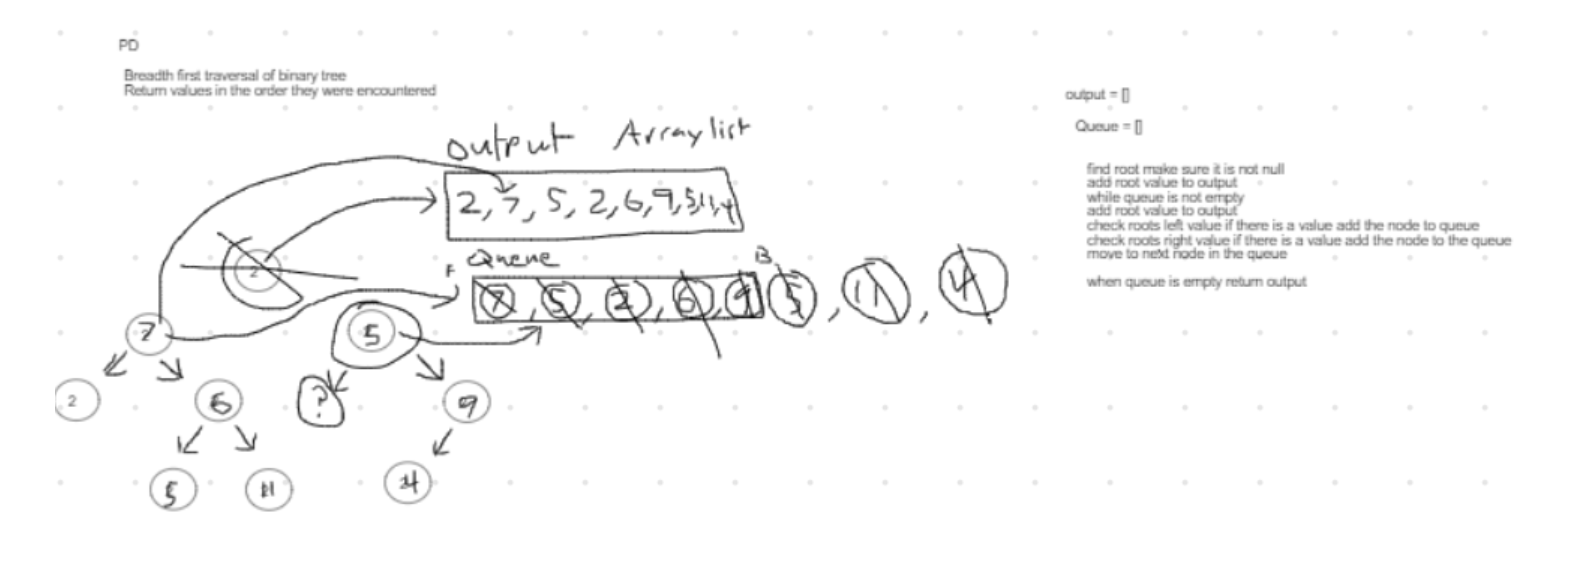 PD
Breadth first traversal of binary tree
Return values in the order they were encountered
output Arraylist
2, 7, 5, 2, 6, 9, 5, 11, 4
Queue
F
B
7, 5, 2, 6, 9 5, 11, 4
2
7
5
2
6
?
9
5
11
4
output = []
Queue = []
find root make sure it is not null
add root value to output
while queue is not empty
add root value to output
check roots left value if there is a value add the node to queue
check roots right value if there is a value add the node to the queue
move to next node in the queue
when queue is empty return output